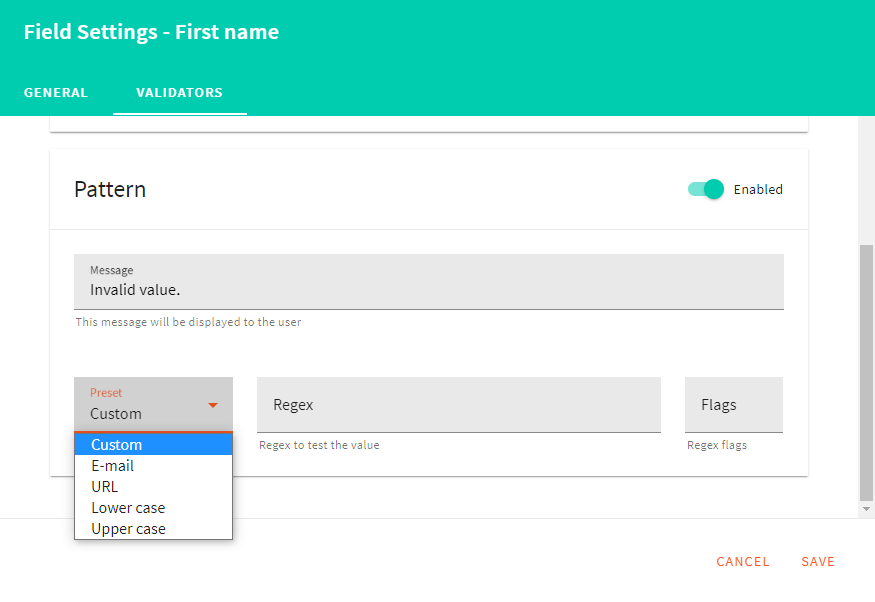 Field Settings - First name
GENERAL VALIDATORS
Pattern
Enabled
Message
Invalid value.
This message will be displayed to the user
Preset
Custom
Regex
Flags
Regex to test the value
Regex flags
Custom
E-mail
URL
Lower case
Upper case
CANCEL SAVE